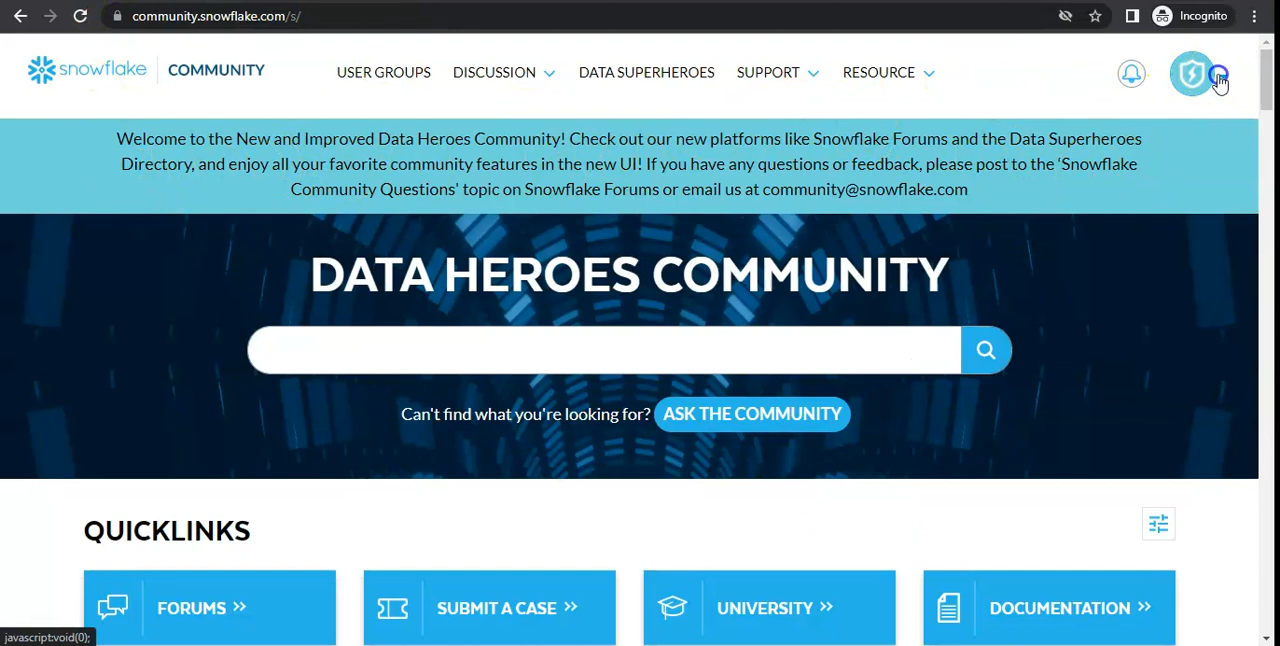 community.snowflake.com/s/
Incognito
snowflake COMMUNITY
USER GROUPS DISCUSSION DATA SUPERHEROES SUPPORT RESOURCE
Welcome to the New and Improved Data Heroes Community! Check out our new platforms like Snowflake Forums and the Data Superheroes
Directory, and enjoy all your favorite community features in the new UI! If you have any questions or feedback, please post to the ‘Snowflake
Community Questions' topic on Snowflake Forums or email us at community@snowflake.com
DATA HEROES COMMUNITY
Can't find what you're looking for? ASK THE COMMUNITY
QUICKLINKS
FORUMS >> SUBMIT A CASE >> UNIVERSITY >> DOCUMENTATION >>
javascript:void(0);